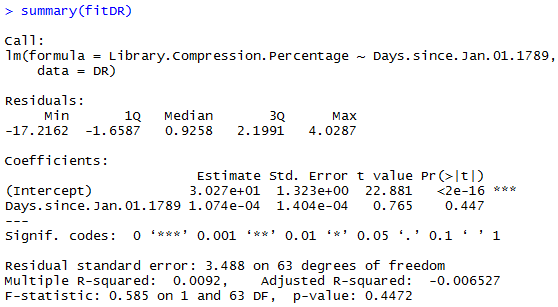 > summary(fitDR)
Call:
lm(formula = Library.Compression.Percentage ~ Days.since.Jan.01.1789,
    data = DR)
Residuals:
     Min       1Q   Median       3Q      Max
-17.2162  -1.6587   0.9258   2.1991   4.0287
Coefficients:
                        Estimate Std. Error t value Pr(>|t|)
(Intercept)            3.027e+01  1.323e+00  22.881   <2e-16 ***
Days.since.Jan.01.1789 1.074e-04  1.404e-04   0.765    0.447
---
Signif. codes:  0 ‘***’ 0.001 ‘**’ 0.01 ‘*’ 0.05 ‘.’ 0.1 ‘ ’ 1
Residual standard error: 3.488 on 63 degrees of freedom
Multiple R-squared:  0.0092,    Adjusted R-squared:  -0.006527
F-statistic: 0.585 on 1 and 63 DF,  p-value: 0.4472